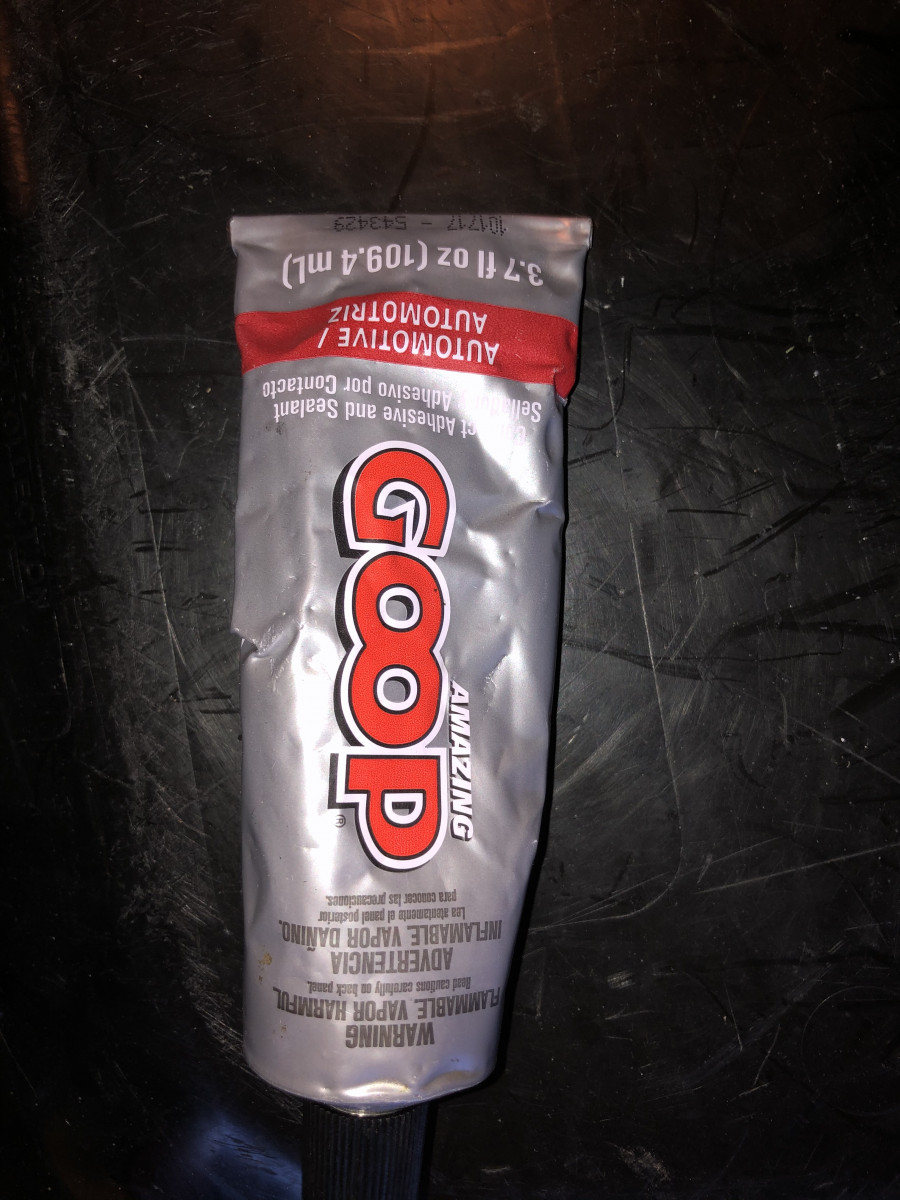 WARNING
FLAMMABLE. VAPOR HARMFUL.
Read cautions carefully on back panel.
ADVERTENCIA
INFLAMABLE. VAPOR DAÑINO.
Lea atentamente el panel posterior
para conocer las precauciones.
AMAZING
GOOP®
Adhesive and Sealant
Adhesivo por Contacto
AUTOMOTIVE /
AUTOMOTRIZ
3.7 fl oz (109.4 mL)
101717 - 543429